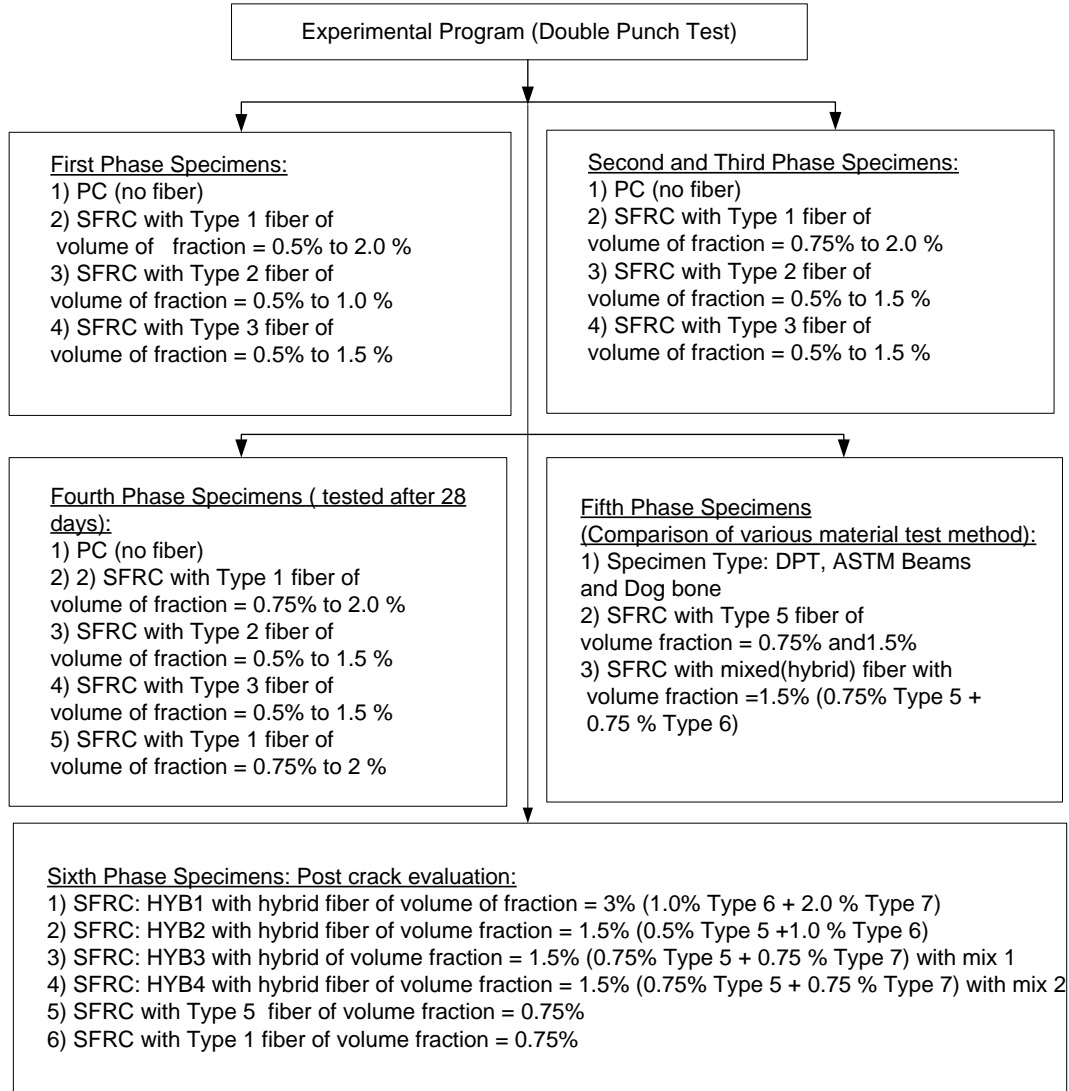 Experimental Program (Double Punch Test)
First Phase Specimens:
1) PC (no fiber)
2) SFRC with Type 1 fiber of
volume of fraction = 0.5% to 2.0 %
3) SFRC with Type 2 fiber of
volume of fraction = 0.5% to 1.0 %
4) SFRC with Type 3 fiber of
volume of fraction = 0.5% to 1.5 %
Second and Third Phase Specimens:
1) PC (no fiber)
2) SFRC with Type 1 fiber of
volume of fraction = 0.75% to 2.0 %
3) SFRC with Type 2 fiber of
volume of fraction = 0.5% to 1.5 %
4) SFRC with Type 3 fiber of
volume of fraction = 0.5% to 1.5 %
Fourth Phase Specimens ( tested after 28
days):
1) PC (no fiber)
2) 2) SFRC with Type 1 fiber of
volume of fraction = 0.75% to 2.0 %
3) SFRC with Type 2 fiber of
volume of fraction = 0.5% to 1.5 %
4) SFRC with Type 3 fiber of
volume of fraction = 0.5% to 1.5 %
5) SFRC with Type 1 fiber of
volume of fraction = 0.75% to 2 %
Fifth Phase Specimens
(Comparison of various material test method):
1) Specimen Type: DPT, ASTM Beams
and Dog bone
2) SFRC with Type 5 fiber of
volume fraction = 0.75% and1.5%
3) SFRC with mixed(hybrid) fiber with
volume fraction =1.5% (0.75% Type 5 +
0.75 % Type 6)
Sixth Phase Specimens: Post crack evaluation:
1) SFRC: HYB1 with hybrid fiber of volume of fraction = 3% (1.0% Type 6 + 2.0 % Type 7)
2) SFRC: HYB2 with hybrid fiber of volume fraction = 1.5% (0.5% Type 5 +1.0 % Type 6)
3) SFRC: HYB3 with hybrid of volume fraction = 1.5% (0.75% Type 5 + 0.75 % Type 7) with mix 1
4) SFRC: HYB4 with hybrid fiber of volume fraction = 1.5% (0.75% Type 5 + 0.75 % Type 7) with mix 2
5) SFRC with Type 5 fiber of volume fraction = 0.75%
6) SFRC with Type 1 fiber of volume fraction = 0.75%